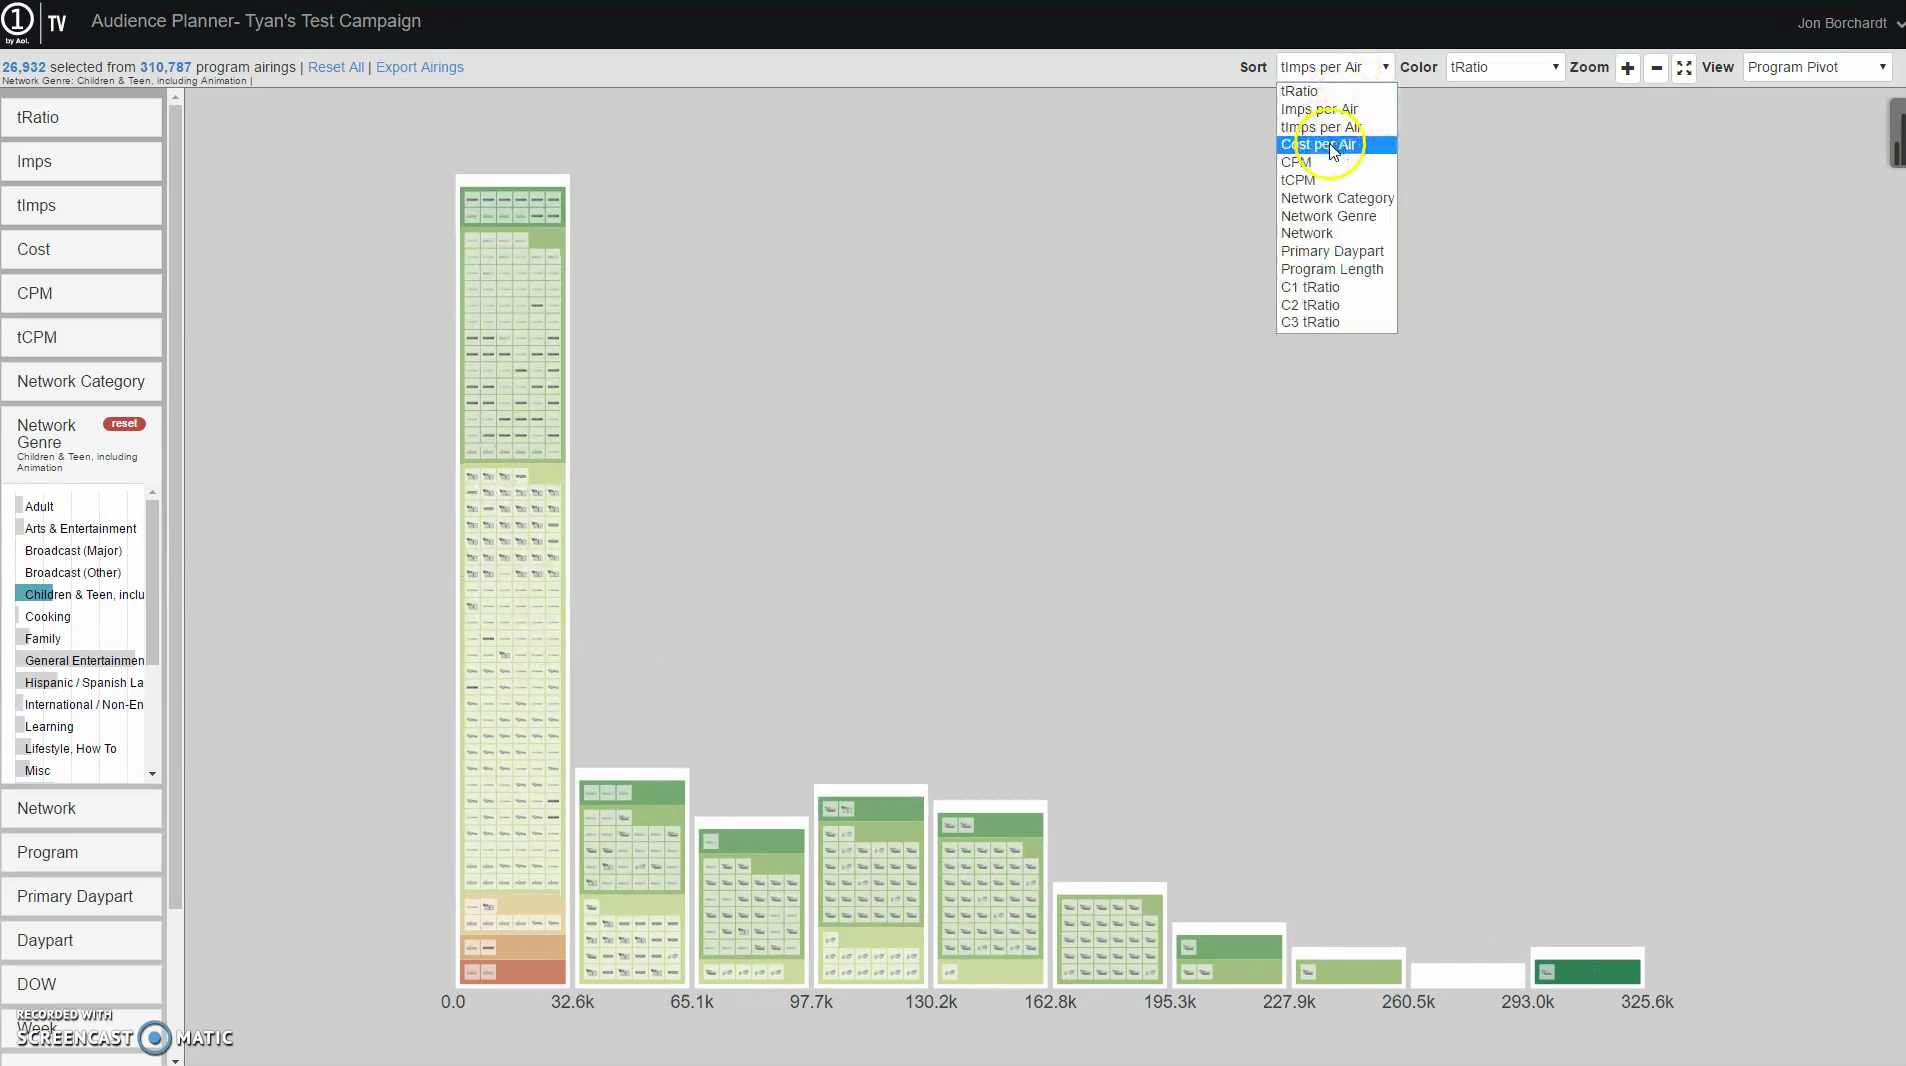 1 TV
by Aol.
Audience Planner- Tyan's Test Campaign
Jon Borchardt
26,932 selected from 310,787 program airings | Reset All | Export Airings
Network Genre: Children & Teen, including Animation |
Sort tImps per Air Color tRatio Zoom + − View Program Pivot
tRatio
Imps per Air
tImps per Air
Cost per Air
CPM
tCPM
Network Category
Network Genre
Network
Primary Daypart
Program Length
C1 tRatio
C2 tRatio
C3 tRatio
tRatio
Imps
tImps
Cost
CPM
tCPM
Network Category
Network Genre reset
Children & Teen, including
Animation
Adult
Arts & Entertainment
Broadcast (Major)
Broadcast (Other)
Children & Teen, inclu
Cooking
Family
General Entertainmen
Hispanic / Spanish La
International / Non-En
Learning
Lifestyle, How To
Misc
Network
Program
Primary Daypart
Daypart
DOW
Week
RECORDED WITH
SCREENCAST MATIC
0.0 32.6k 65.1k 97.7k 130.2k 162.8k 195.3k 227.9k 260.5k 293.0k 325.6k